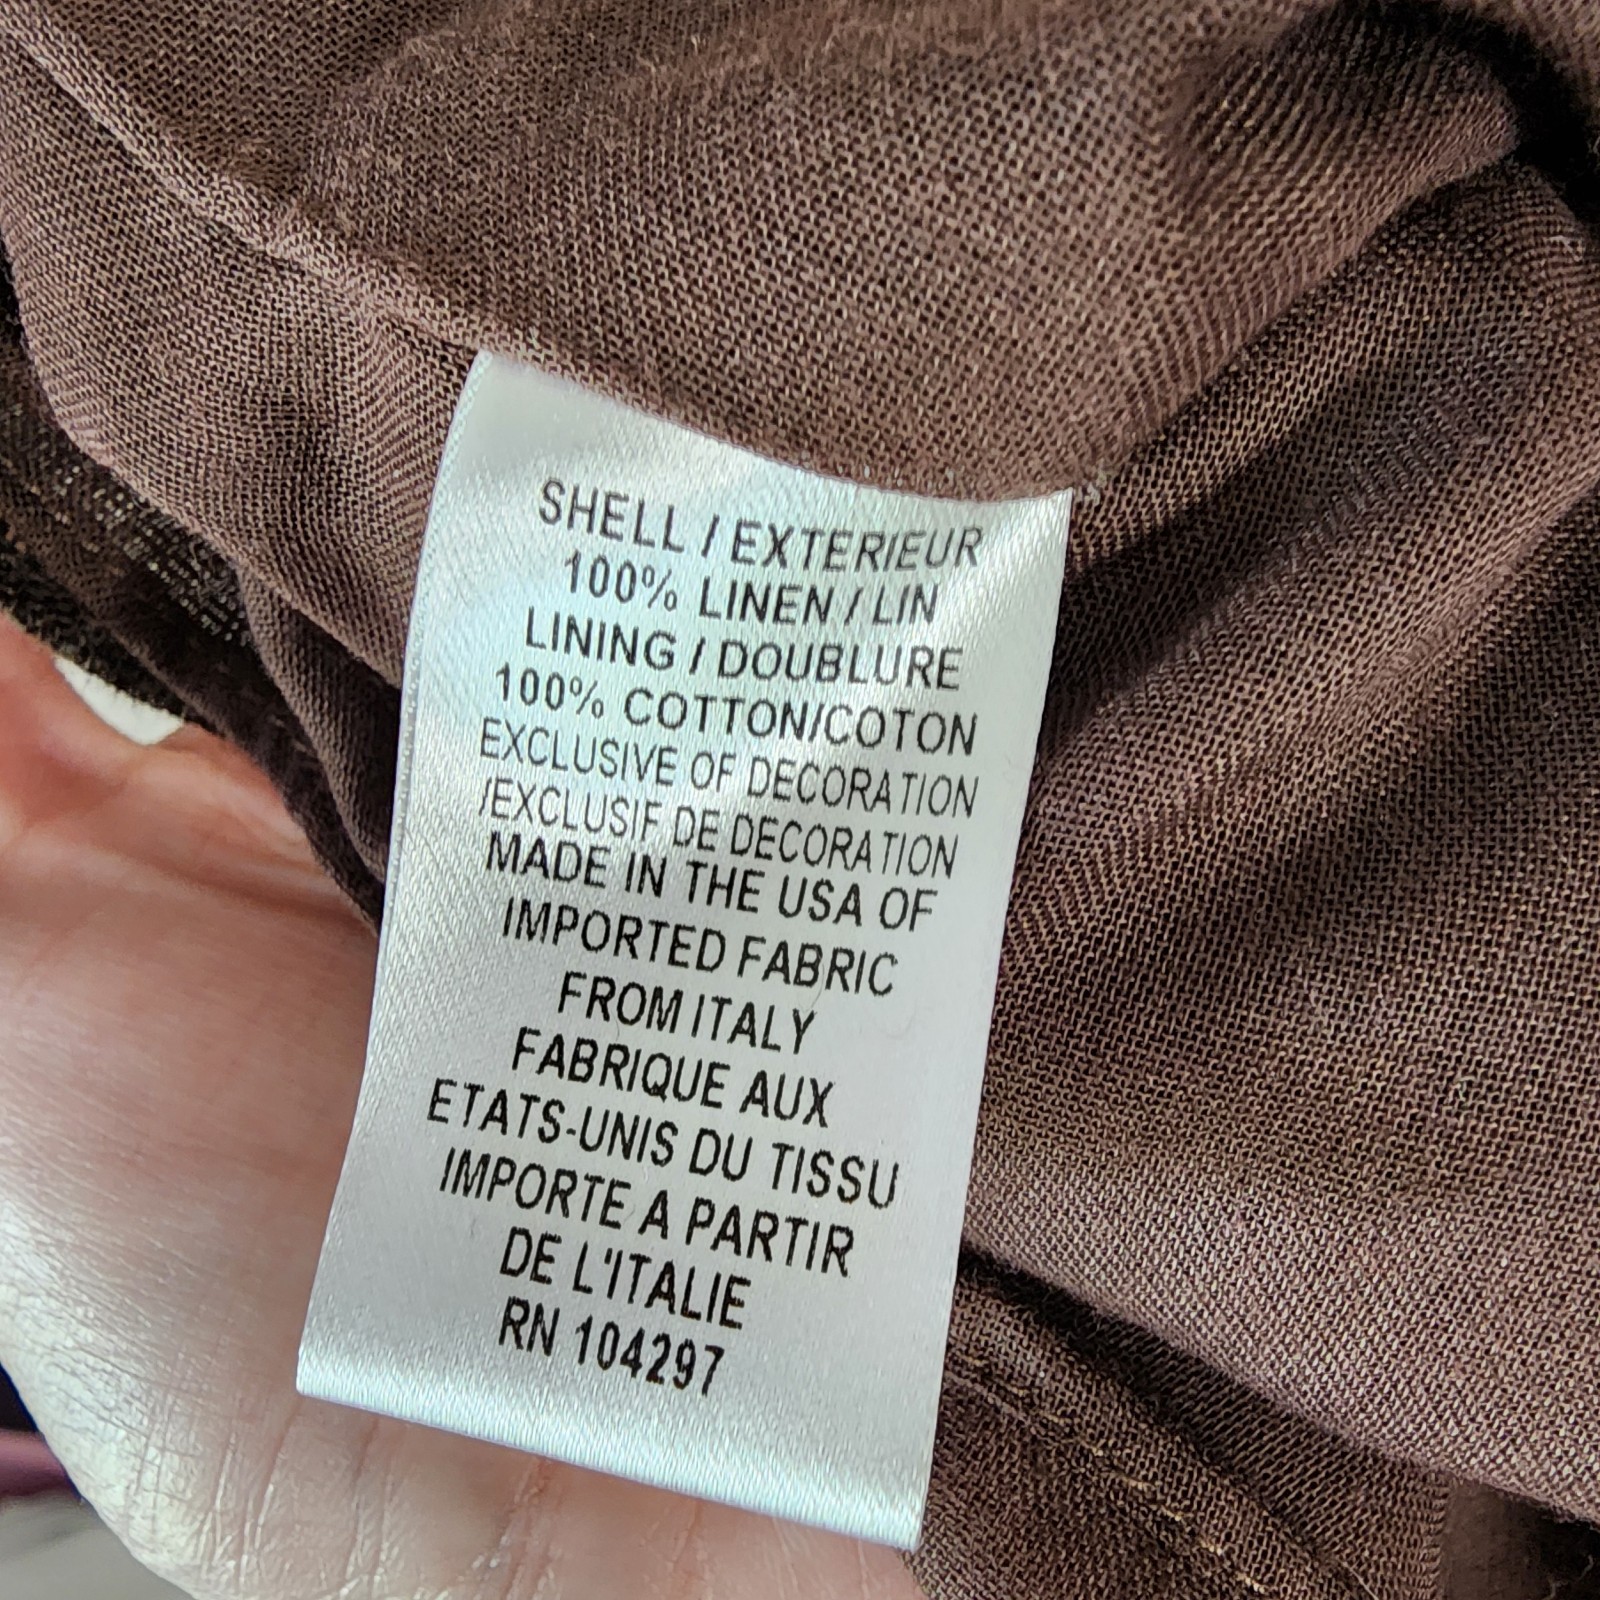 SHELL / EXTERIEUR
100% LINEN / LIN
LINING / DOUBLURE
100% COTTON/COTON
EXCLUSIVE OF DECORATION
/EXCLUSIF DE DECORATION
MADE IN THE USA OF
IMPORTED FABRIC
FROM ITALY
FABRIQUE AUX
ETATS-UNIS DU TISSU
IMPORTE A PARTIR
DE L'ITALIE
RN 104297